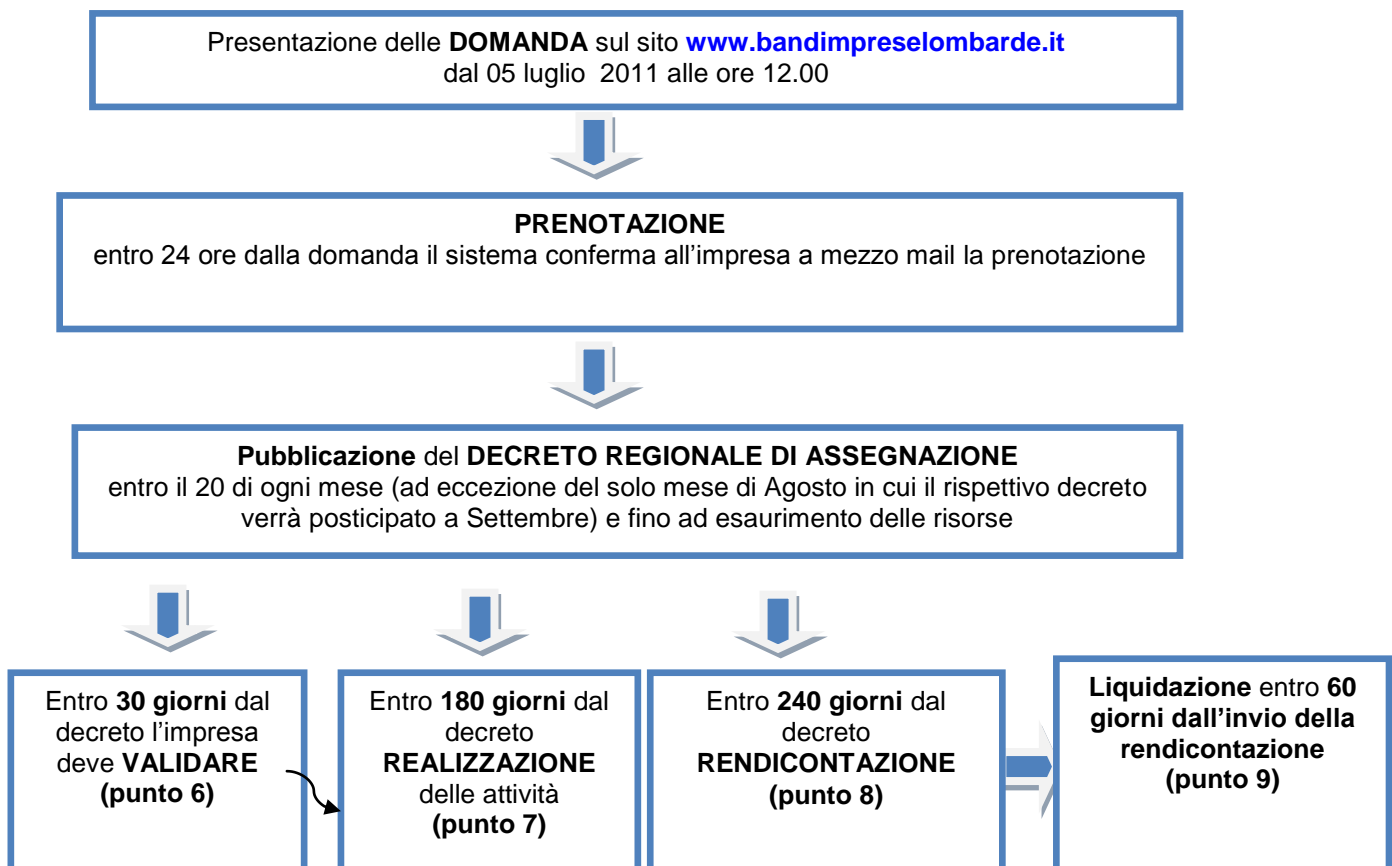 Presentazione delle DOMANDA sul sito www.bandimpreselombarde.it
dal 05 luglio 2011 alle ore 12.00
PRENOTAZIONE
entro 24 ore dalla domanda il sistema conferma all'impresa a mezzo mail la prenotazione
Pubblicazione del DECRETO REGIONALE DI ASSEGNAZIONE
entro il 20 di ogni mese (ad eccezione del solo mese di Agosto in cui il rispettivo decreto
verrà posticipato a Settembre) e fino ad esaurimento delle risorse
Entro 30 giorni dal
decreto l'impresa
deve VALIDARE
(punto 6)
Entro 180 giorni dal
decreto
REALIZZAZIONE
delle attività
(punto 7)
Entro 240 giorni dal
decreto
RENDICONTAZIONE
(punto 8)
Liquidazione entro 60
giorni dall'invio della
rendicontazione
(punto 9)